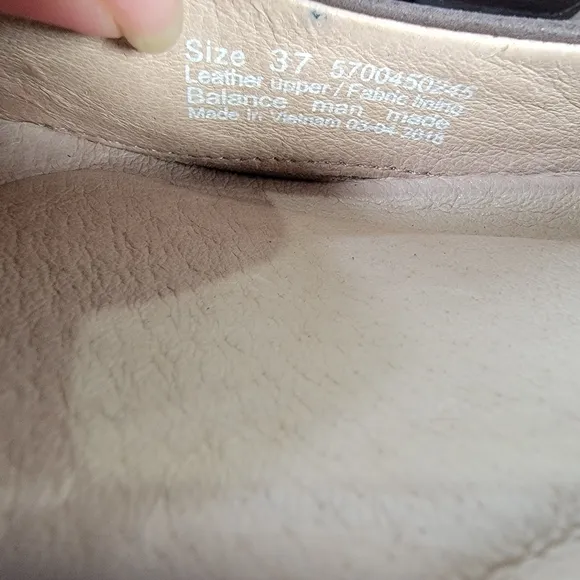 Size 37 5700450245
Leather upper / Fabric lining
Balance man made
Made in Vietnam 03-04-2018